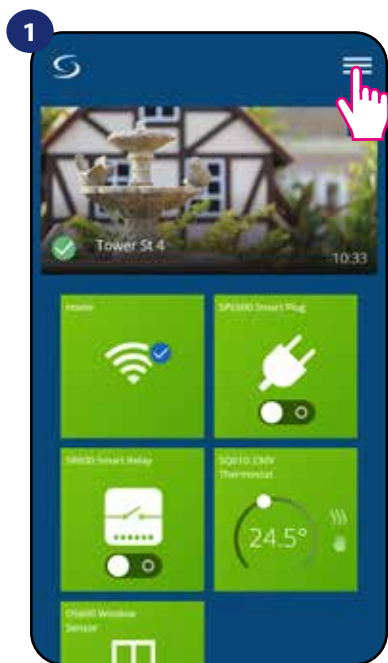 1
Tower St 4
10:33
Home
SP600 Smart Plug
SR600 Smart Relay
SQ610 230V
Thermostat
24.5°
OS600 Window
Sensor